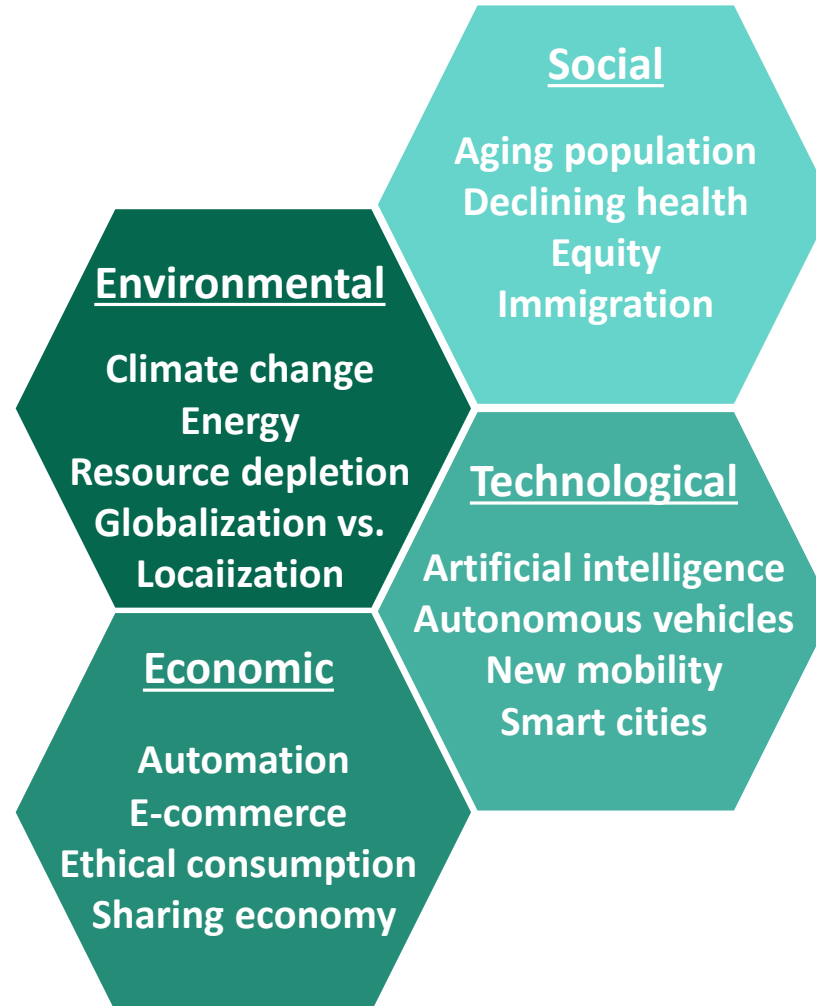 Social
Aging population
Declining health
Equity
Immigration
Environmental
Climate change
Energy
Resource depletion
Globalization vs.
Locaiization
Technological
Artificial intelligence
Autonomous vehicles
New mobility
Smart cities
Economic
Automation
E-commerce
Ethical consumption
Sharing economy